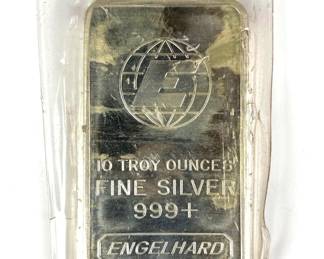 E
10 TROY OUNCES
FINE SILVER
999+
ENGELHARD